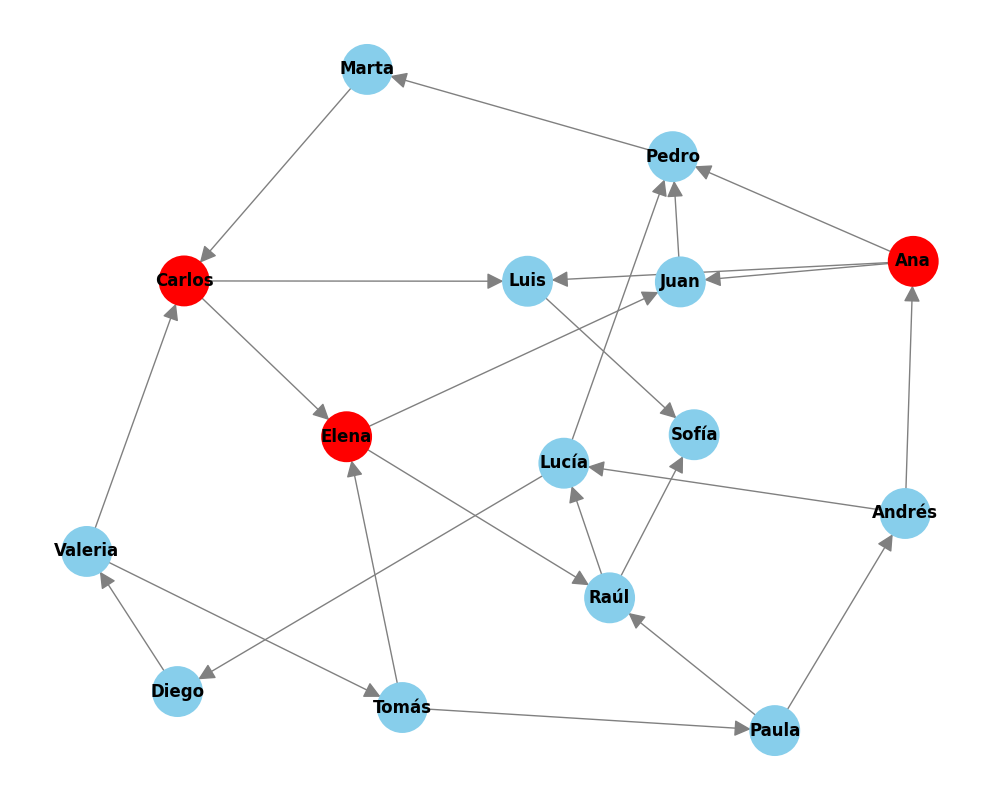 Marta
Pedro
Ana
Carlos
Luis
Juan
Elena
Sofía
Lucía
Andrés
Valeria
Raúl
Diego
Tomás
Paula